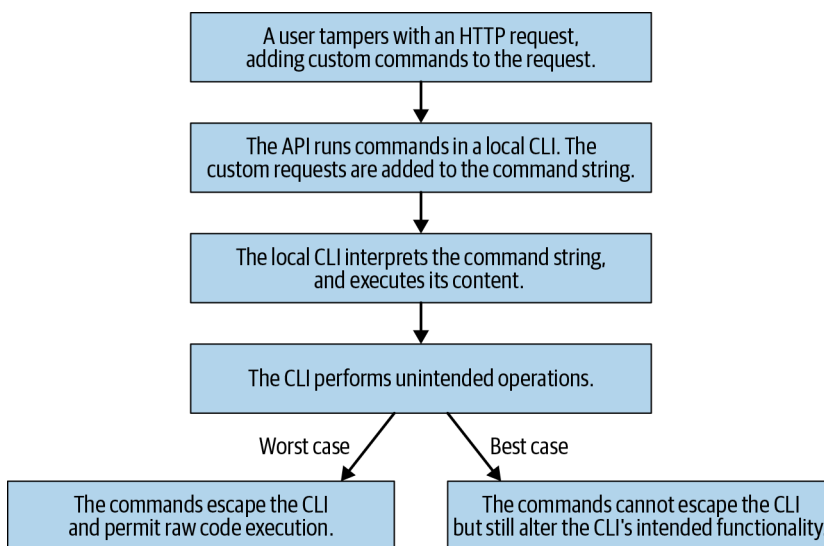 A user tampers with an HTTP request,
adding custom commands to the request.
The API runs commands in a local CLI. The
custom requests are added to the command string.
The local CLI interprets the command string,
and executes its content.
The CLI performs unintended operations.
Worst case
Best case
The commands escape the CLI
and permit raw code execution.
The commands cannot escape the CLI
but still alter the CLI's intended functionality